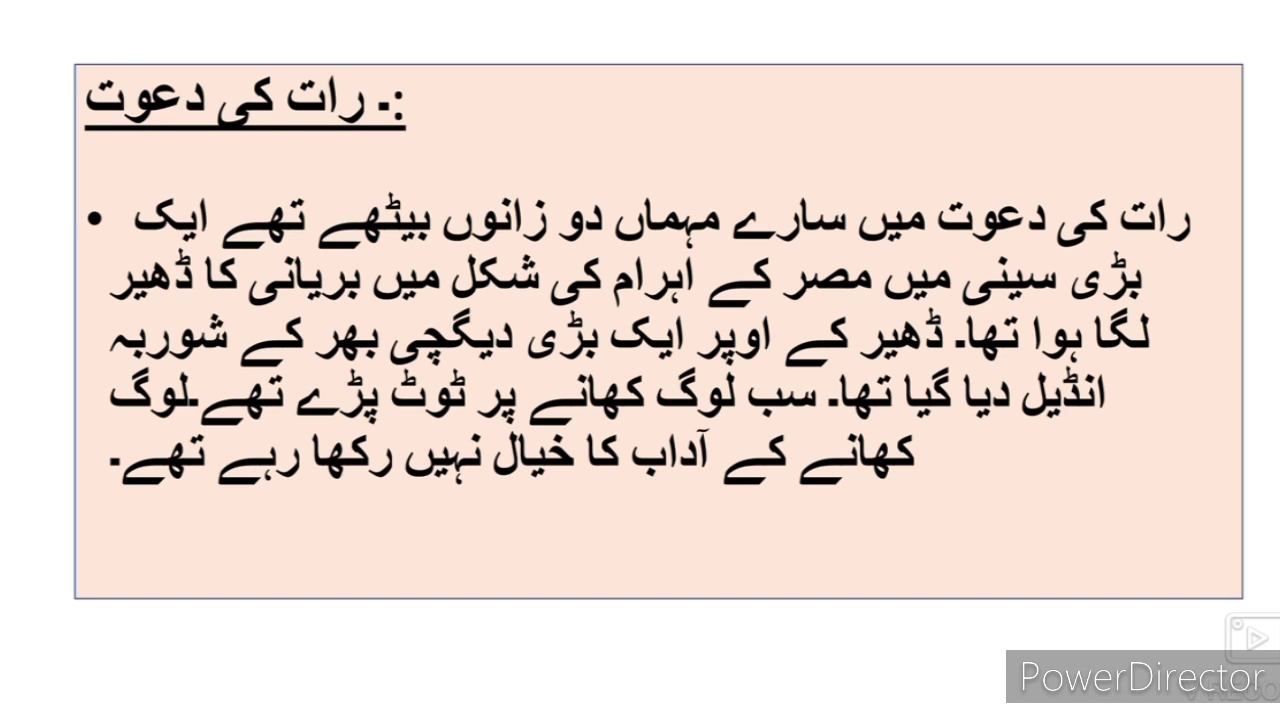 رات کی دعوت ۔:
• رات کی دعوت میں سارے مہماں دو زانوں بیٹھے تھے ایک
بڑی سینی میں مصر کے اہرام کی شکل میں بریانی کا ڈھیر
لگا ہوا تھا۔ ڈھیر کے اوپر ایک بڑی دیگچی بھر کے شوربہ
انڈیل دیا گیا تھا۔ سب لوگ کھانے پر ٹوٹ پڑے تھے۔لوگ
کھانے کے آداب کا خیال نہیں رکھا رہے تھے۔
PowerDirector